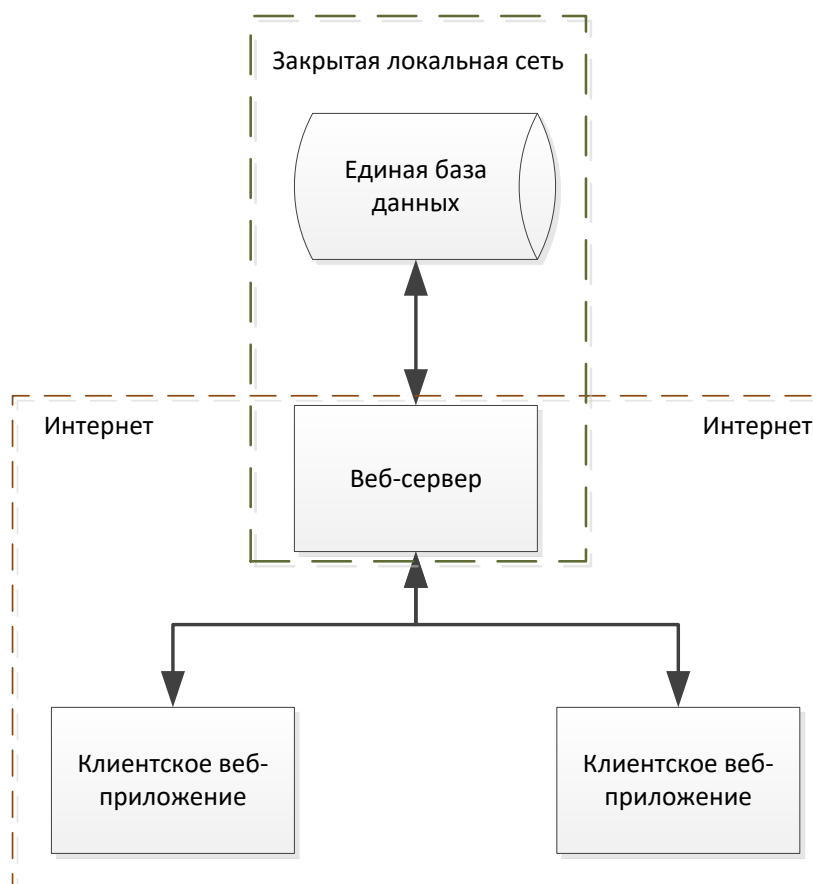 Закрытая локальная сеть
Единая база
данных
Интернет
Интернет
Веб-сервер
Клиентское веб-
приложение
Клиентское веб-
приложение